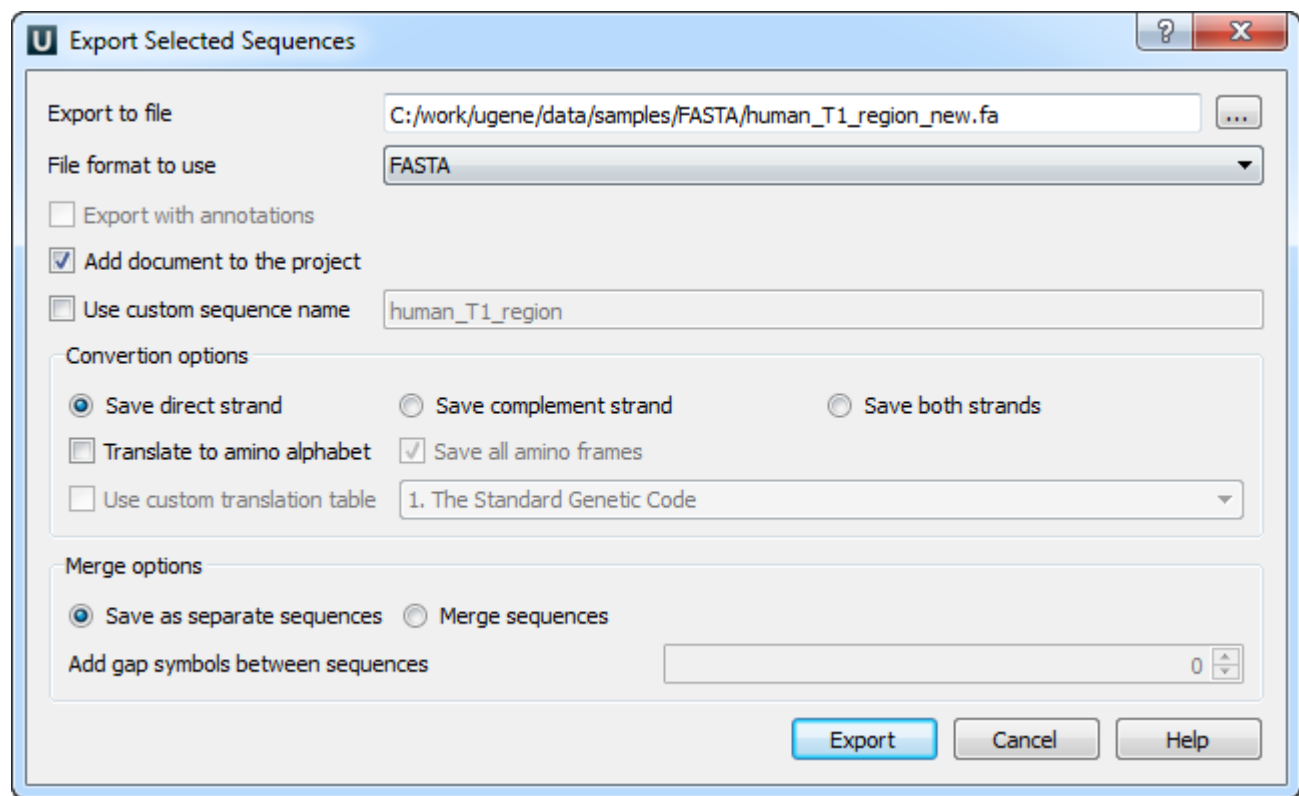 U Export Selected Sequences ? X
Export to file C:/work/ugene/data/samples/FASTA/human_T1_region_new.fa ...
File format to use FASTA
Export with annotations
Add document to the project
Use custom sequence name human_T1_region
Convertion options
Save direct strand Save complement strand Save both strands
Translate to amino alphabet Save all amino frames
Use custom translation table 1. The Standard Genetic Code
Merge options
Save as separate sequences Merge sequences
Add gap symbols between sequences 0
Export Cancel Help